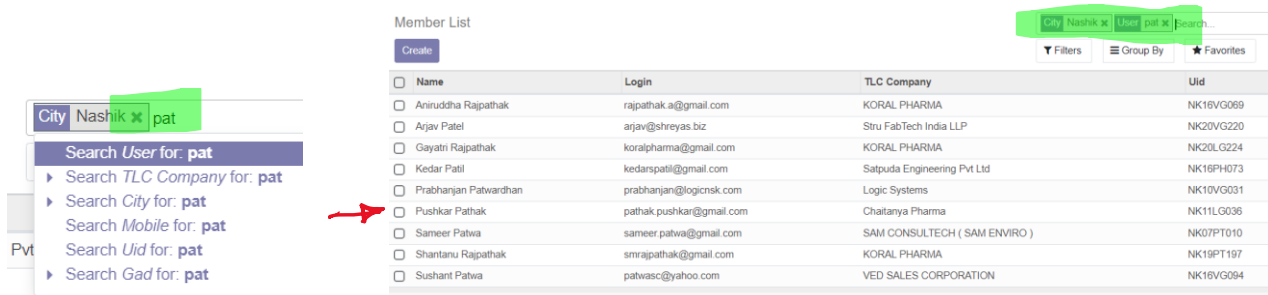 City Nashik × pat
Search User for: pat
Search TLC Company for: pat
Search City for: pat
Search Mobile for: pat
Search Uid for: pat
Search Gad for: pat
Pvt
Member List
City Nashik × User pat × Search...
Create
Filters Group By Favorites
Name Login TLC Company Uid
Aniruddha Rajpathak rajpathak.a@gmail.com KORAL PHARMA NK16VG069
Arjav Patel arjav@shreyas.biz Stru FabTech India LLP NK20VG220
Gayatri Rajpathak koralpharma@gmail.com KORAL PHARMA NK20LG224
Kedar Patil kedarspatil@gmail.com Satpuda Engineering Pvt Ltd NK16PH073
Prabhanjan Patwardhan prabhanjan@logicnsk.com Logic Systems NK10VG031
Pushkar Pathak pathak.pushkar@gmail.com Chaitanya Pharma NK11LG036
Sameer Patwa sameer.patwa@gmail.com SAM CONSULTECH ( SAM ENVIRO ) NK07PT010
Shantanu Rajpathak smrajpathak@gmail.com KORAL PHARMA NK19PT197
Sushant Patwa patwasc@yahoo.com VED SALES CORPORATION NK16VG094